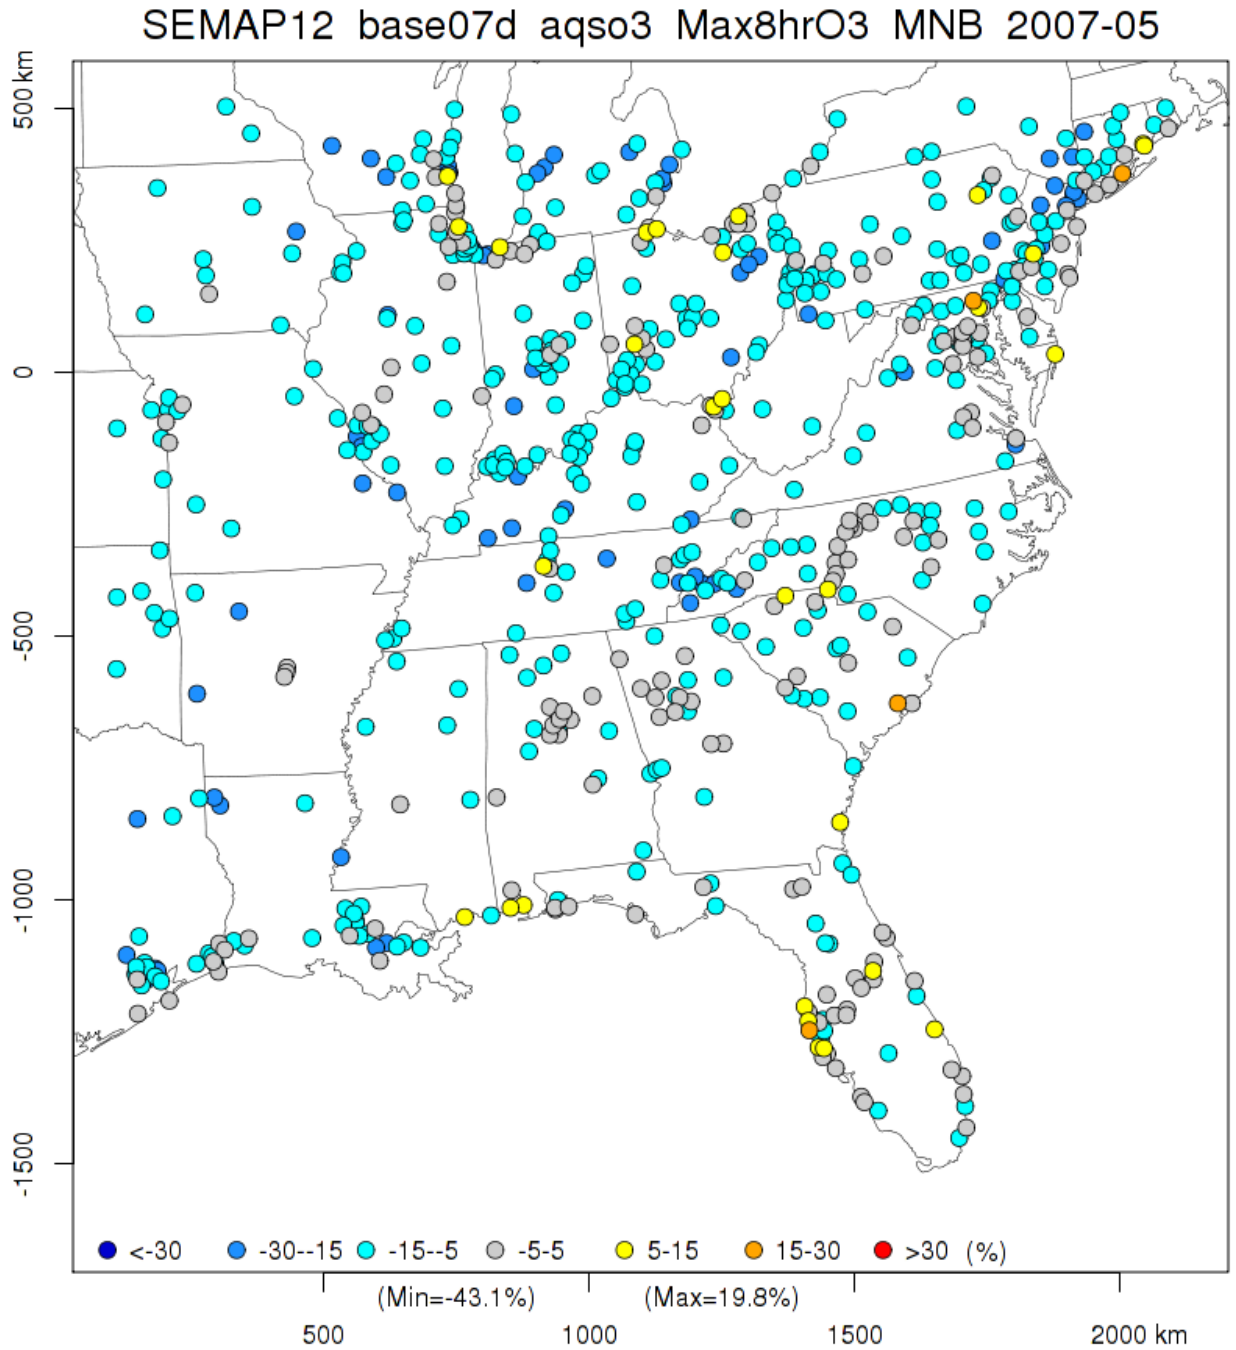 SEMAP12 base07d aqso3 Max8hrO3 MNB 2007-05
500 km
0
-500
-1000
-1500
<-30 -30--15 -15--5 -5-5 5-15 15-30 >30 (%)
(Min=-43.1%) (Max=19.8%)
500 1000 1500 2000 km